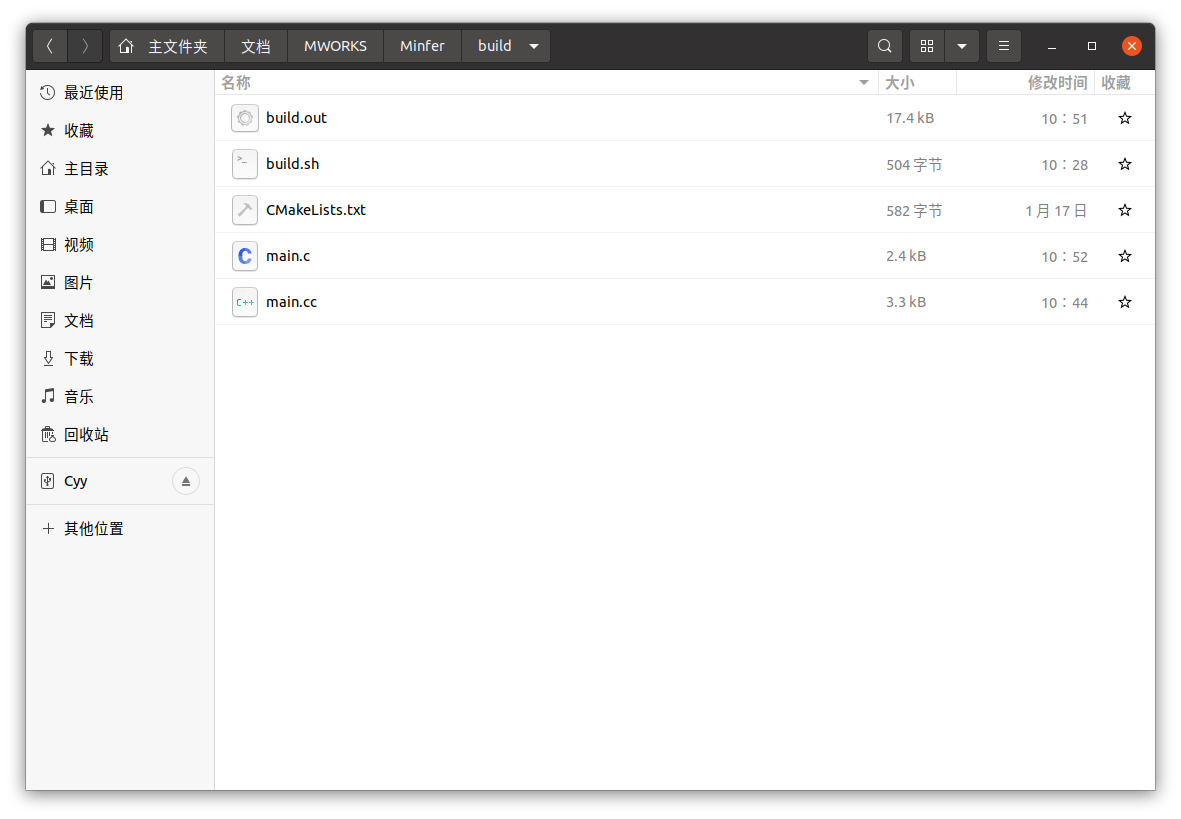 主文件夹 文档 MWORKS Minfer build
最近使用
收藏
主目录
桌面
视频
图片
文档
下载
音乐
回收站
Cyy
其他位置
名称 大小 修改时间 收藏
build.out 17.4 kB 10：51
build.sh 504 字节 10：28
CMakeLists.txt 582 字节 1月 17 日
main.c 2.4 kB 10：52
main.cc 3.3 kB 10：44